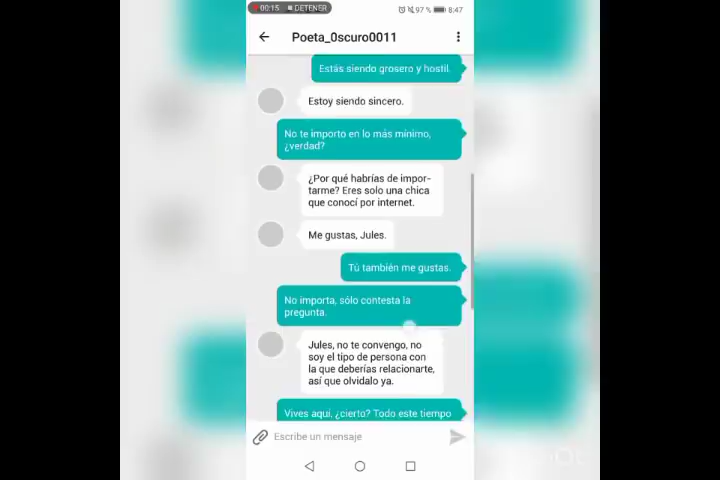 00:15 DETENER
97 % 8:47
Poeta_0scuro0011
Estás siendo grosero y hostil.
Estoy siendo sincero.
No te importo en lo más mínimo,
¿verdad?
¿Por qué habrías de impor-
tarme? Eres solo una chica
que conocí por internet.
Me gustas, Jules.
Tú también me gustas.
No importa, sólo contesta la
pregunta.
Jules, no te convengo, no
soy el tipo de persona con
la que deberías relacionarte,
así que olvidalo ya.
Vives aquí, ¿cierto? Todo este tiempo
Escribe un mensaje